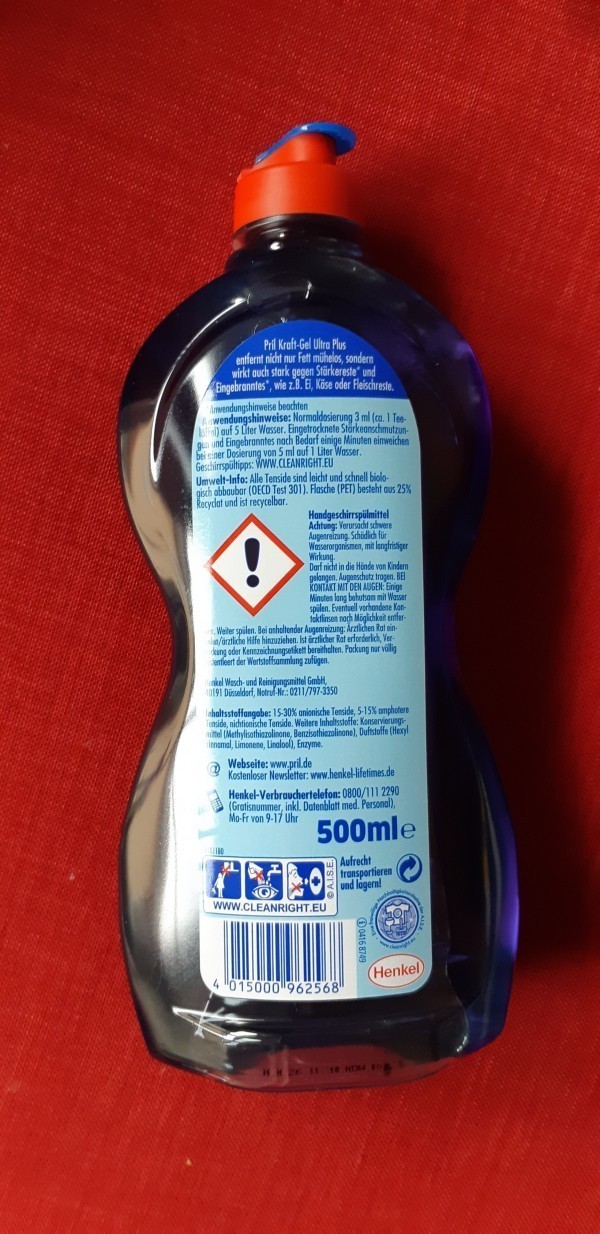 Pril Kraft-Gel Ultra Plus
entfernt nicht nur Fett mühelos, sondern
wirkt auch stark gegen Stärkereste* und
Eingebranntes*, wie z.B. Ei, Käse oder Fleischreste.
*Anwendungshinweise beachten
Anwendungshinweise: Normaldosierung 3 ml (ca. 1 Tee-
löffel) auf 5 Liter Wasser. Eingetrocknete Stärkeanschmutzun-
gen und Eingebranntes nach Bedarf einige Minuten einweichen
bei einer Dosierung von 5 ml auf 1 Liter Wasser.
Geschirrspültipps: WWW.CLEANRIGHT.EU
Umwelt-Info: Alle Tenside sind leicht und schnell biolo-
gisch abbaubar (OECD Test 301). Flasche (PET) besteht aus 25%
Recyclat und ist recycelbar.
Handgeschirrspülmittel
Achtung: Verursacht schwere
Augenreizung. Schädlich für
Wasserorganismen, mit langfristiger
Wirkung.
Darf nicht in die Hände von Kindern
gelangen. Augenschutz tragen. BEI
KONTAKT MIT DEN AUGEN: Einige
Minuten lang behutsam mit Wasser
spülen. Eventuell vorhandene Kon-
taktlinsen nach Möglichkeit entfer-
Weiter spülen. Bei anhaltender Augenreizung: Ärztlichen Rat ein-
holen/ärztliche Hilfe hinzuziehen. Ist ärztlicher Rat erforderlich, Ver-
ckung oder Kennzeichnungsetikett bereithalten. Packung nur völlig
entleert der Wertstoffsammlung zufügen.
Henkel Wasch- und Reinigungsmittel GmbH,
40191 Düsseldorf, Notruf-Nr.: 0211/797-3350
Inhaltsstoffangabe: 15-30% anionische Tenside, 5-15% amphotere
Tenside, nichtionische Tenside. Weitere Inhaltsstoffe: Konservierungs-
mittel (Methylisothiazolinone, Benzisothiazolinone), Duftstoffe (Hexyl
cinnamal, Limonene, Linalool), Enzyme.
@ Webseite: www.pril.de
Kostenloser Newsletter: www.henkel-lifetimes.de
Henkel-Verbrauchertelefon: 0800/111 2290
(Gratisnummer, inkl. Datenblatt med. Personal),
Mo-Fr von 9-17 Uhr
500ml e
Aufrecht
transportieren
und lagern!
© A.I.S.E.
WWW.CLEANRIGHT.EU
www.cleanright.eu
0416 8749
4 015000 962568
Henkel